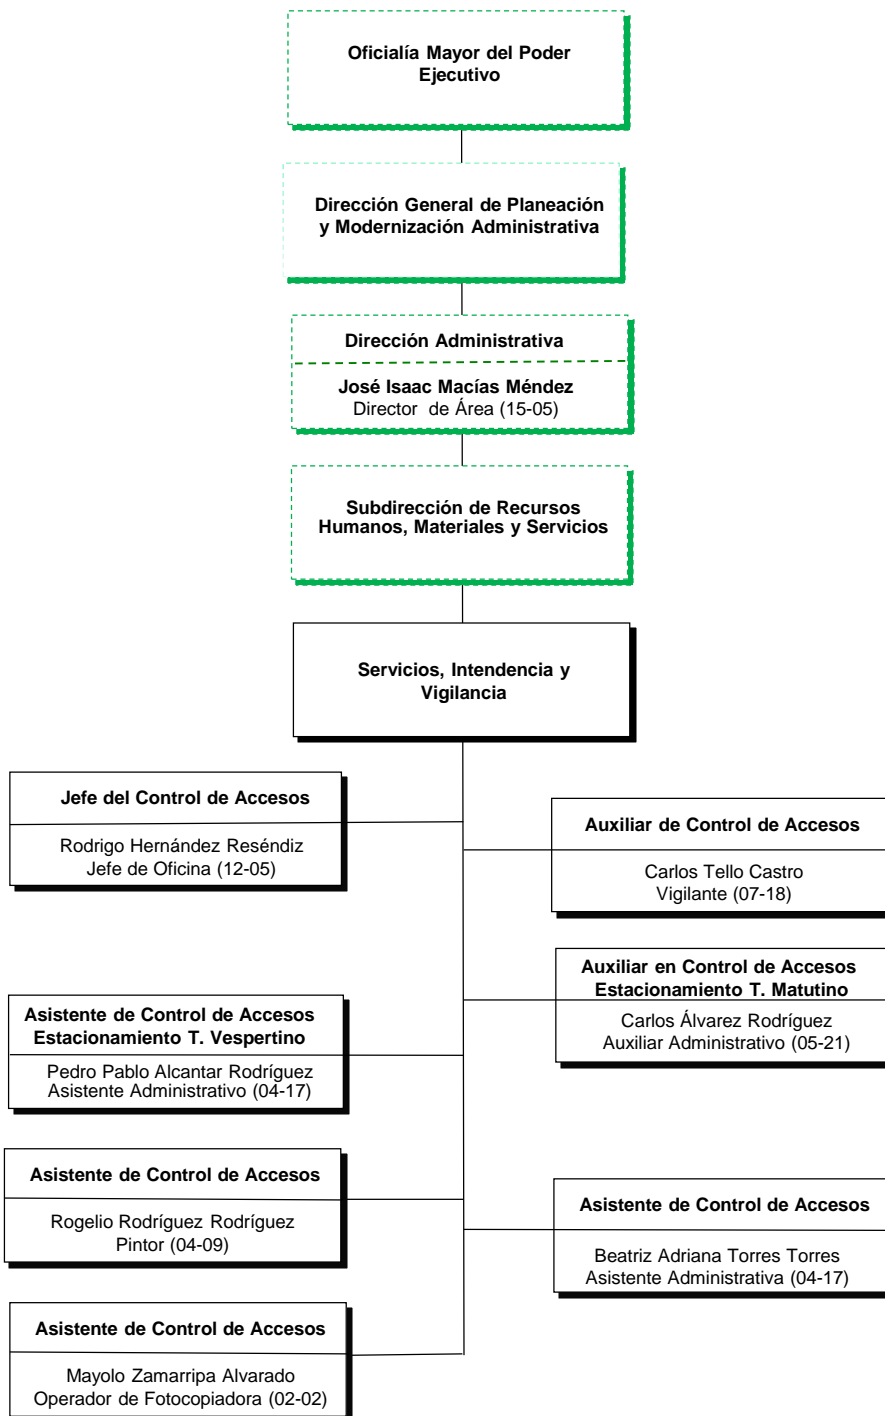 Oficialía Mayor del Poder
Ejecutivo
Dirección General de Planeación
y Modernización Administrativa
Dirección Administrativa
José Isaac Macías Méndez
Director de Área (15-05)
Subdirección de Recursos
Humanos, Materiales y Servicios
Servicios, Intendencia y
Vigilancia
Jefe del Control de Accesos
Rodrigo Hernández Reséndiz
Jefe de Oficina (12-05)
Auxiliar de Control de Accesos
Carlos Tello Castro
Vigilante (07-18)
Auxiliar en Control de Accesos
Estacionamiento T. Matutino
Carlos Álvarez Rodríguez
Auxiliar Administrativo (05-21)
Asistente de Control de Accesos
Estacionamiento T. Vespertino
Pedro Pablo Alcantar Rodríguez
Asistente Administrativo (04-17)
Asistente de Control de Accesos
Rogelio Rodríguez Rodríguez
Pintor (04-09)
Asistente de Control de Accesos
Beatriz Adriana Torres Torres
Asistente Administrativa (04-17)
Asistente de Control de Accesos
Mayolo Zamarripa Alvarado
Operador de Fotocopiadora (02-02)